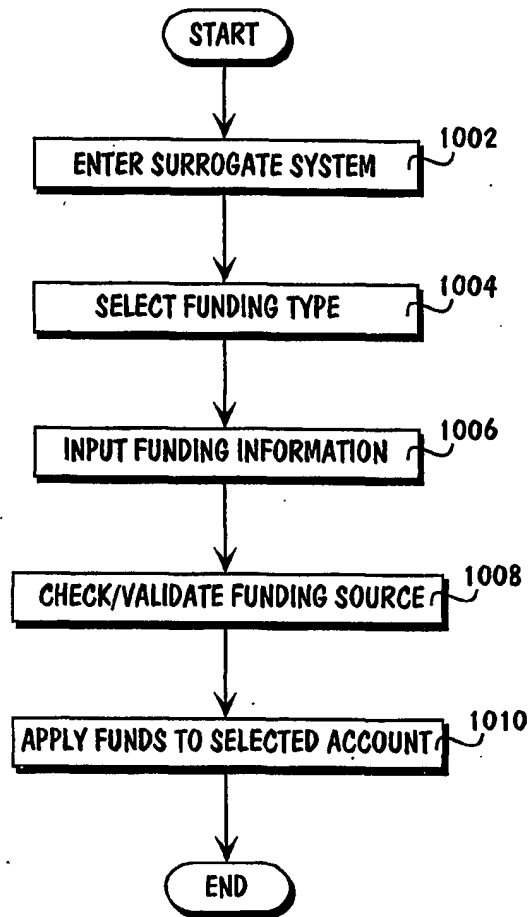 START
ENTER SURROGATE SYSTEM
1002
SELECT FUNDING TYPE
1004
INPUT FUNDING INFORMATION
1006
CHECK/VALIDATE FUNDING SOURCE
1008
APPLY FUNDS TO SELECTED ACCOUNT
1010
END